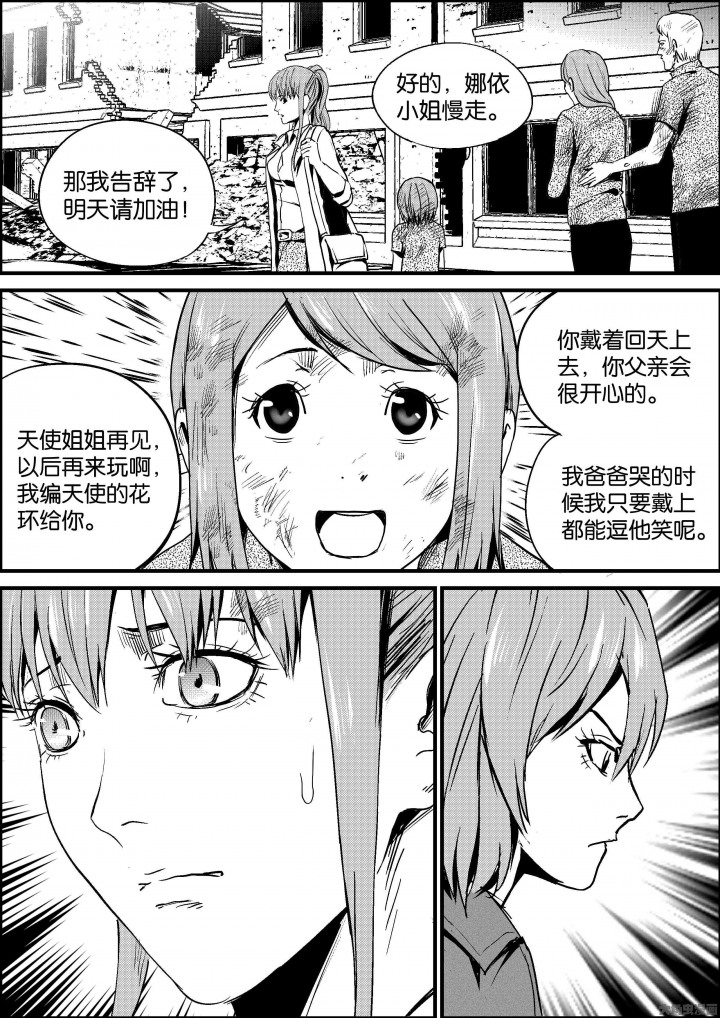 那我告辞了，
明天请加油！
好的，娜依
小姐慢走。
天使姐姐再见，
以后再来玩啊，
我编天使的花
环给你。
你戴着回天上
去，你父亲会
很开心的。
我爸爸哭的时
候我只要戴上
都能逗他笑呢。